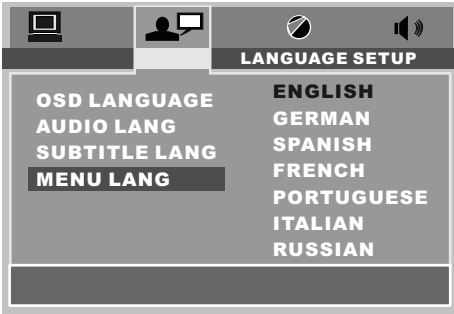 LANGUAGE SETUP
OSD LANGUAGE
AUDIO LANG
SUBTITLE LANG
MENU LANG
ENGLISH
GERMAN
SPANISH
FRENCH
PORTUGUESE
ITALIAN
RUSSIAN